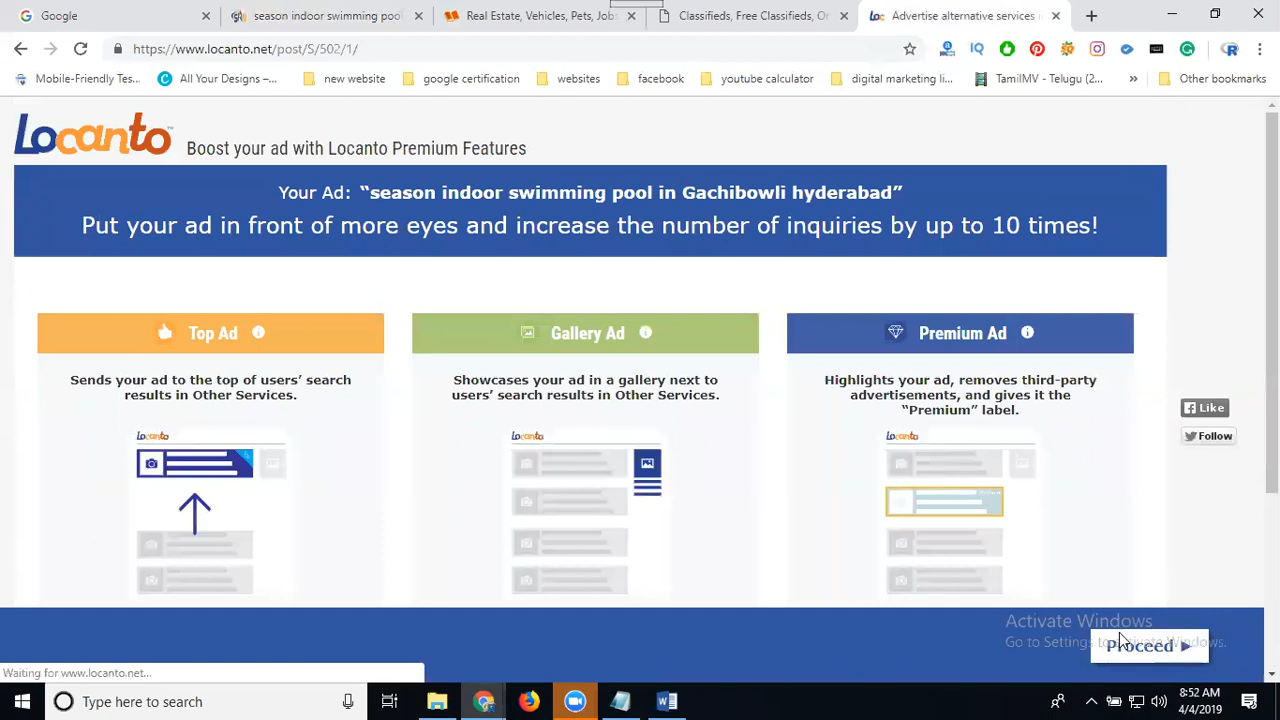 Google
season indoor swimming pool
Real Estate, Vehicles, Pets, Jobs
Classifieds, Free Classifieds, Or
Loc Advertise alternative services i
https://www.locanto.net/post/S/502/1/
Mobile-Friendly Tes...
All Your Designs –...
new website
google certification
websites
facebook
youtube calculator
digital marketing li...
TamilMV - Telugu (2...
Other bookmarks
Locanto™ Boost your ad with Locanto Premium Features
Your Ad: “season indoor swimming pool in Gachibowli hyderabad”
Put your ad in front of more eyes and increase the number of inquiries by up to 10 times!
Top Ad
Sends your ad to the top of users’ search
results in Other Services.
Locanto
Gallery Ad
Showcases your ad in a gallery next to
users’ search results in Other Services.
Locanto
Premium Ad
Highlights your ad, removes third-party
advertisements, and gives it the
“Premium” label.
Locanto
Like
Follow
Activate Windows
Go to Settings to activate Windows.
Proceed
Waiting for www.locanto.net...
Type here to search
8:52 AM
4/4/2019